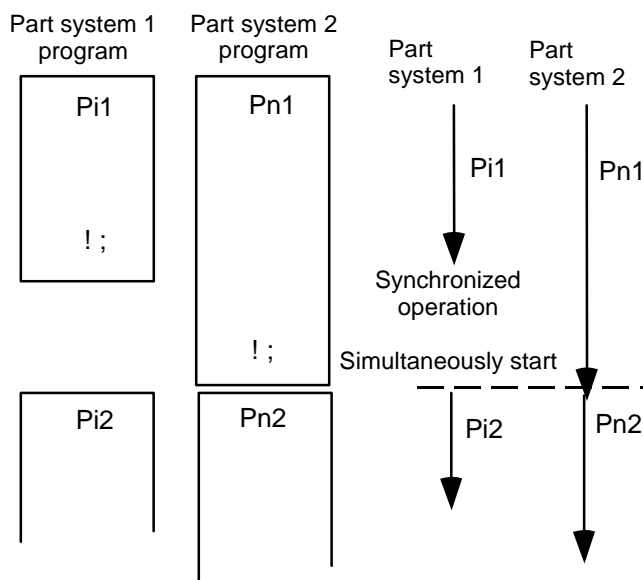 Part system 1
program
Part system 2
program
Part
system 1
Part
system 2
Pi1
Pn1
Pi1
Pn1
! ;
Synchronized
operation
! ;
Simultaneously start
Pi2
Pn2
Pi2
Pn2